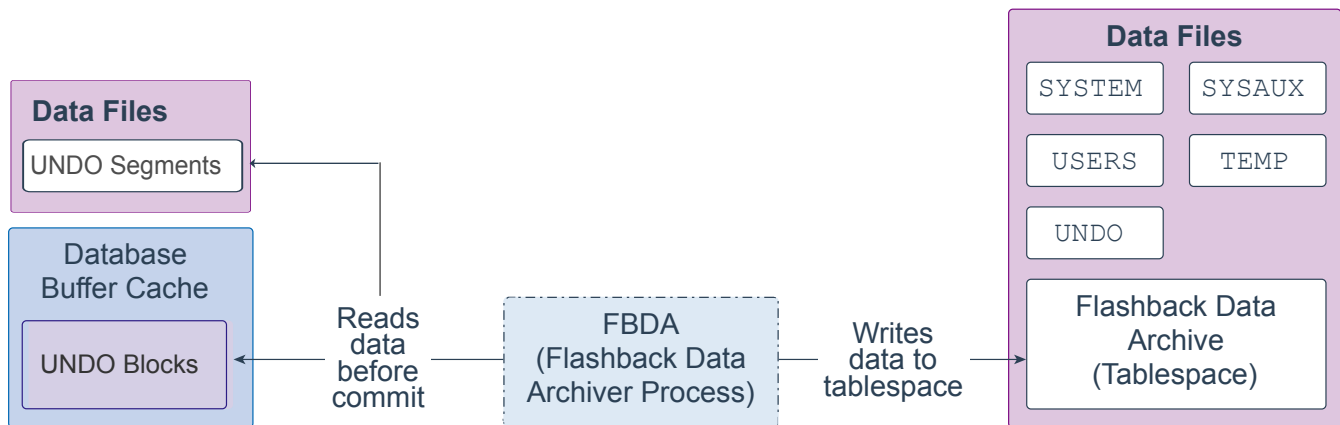 Data Files
UNDO Segments
Database
Buffer Cache
UNDO Blocks
Reads
data
before
commit
FBDA
(Flashback Data
Archiver Process)
Writes
data to
tablespace
Data Files
SYSTEM
SYSAUX
USERS
TEMP
UNDO
Flashback Data
Archive
(Tablespace)